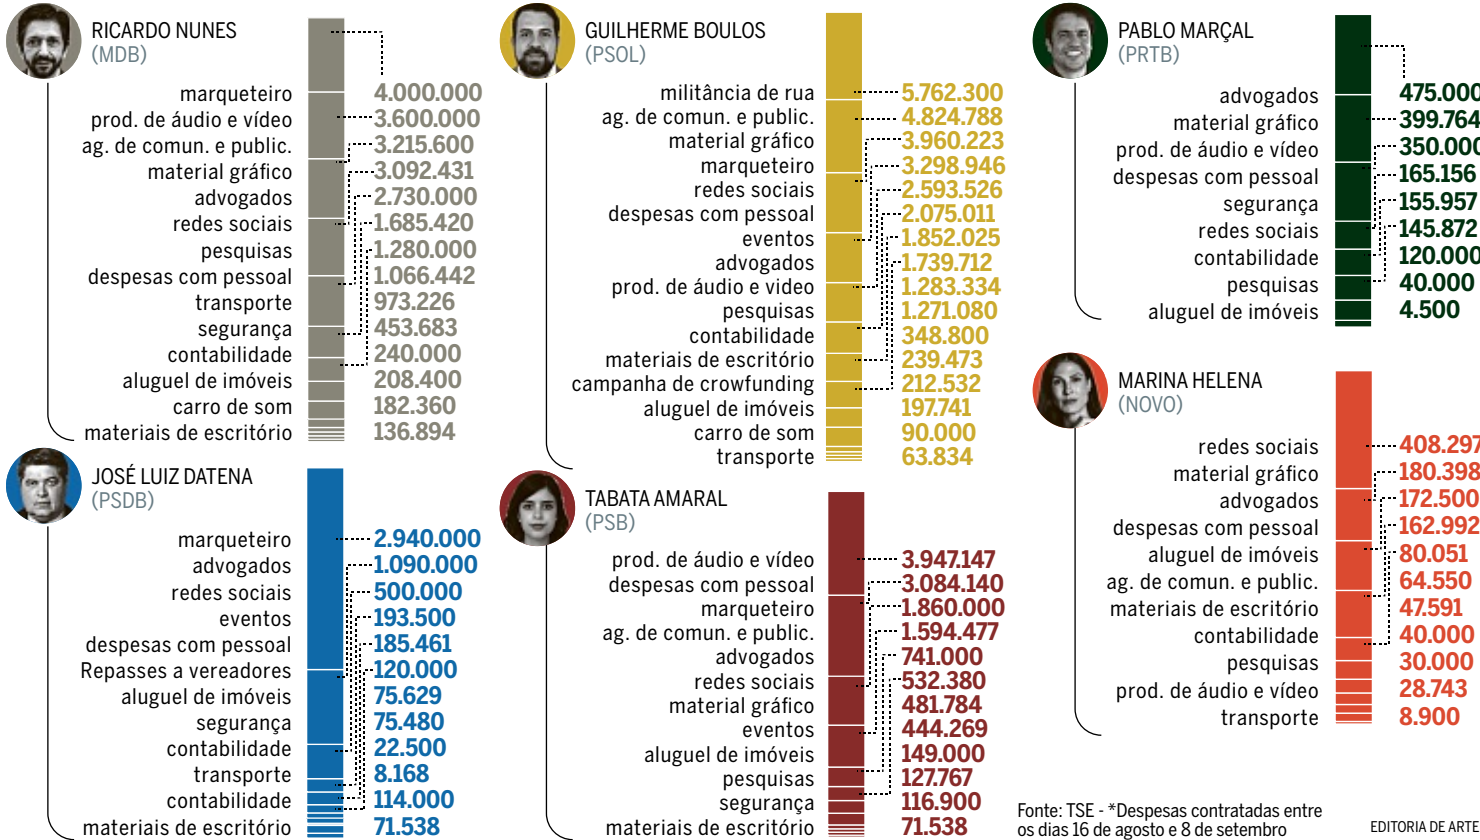 RICARDO NUNES
(MDB)
marqueteiro 4.000.000
prod. de áudio e vídeo 3.600.000
ag. de comun. e public. 3.215.600
material gráfico 3.092.431
advogados 2.730.000
redes sociais 1.685.420
pesquisas 1.280.000
despesas com pessoal 1.066.442
transporte 973.226
segurança 453.683
contabilidade 240.000
aluguel de imóveis 208.400
carro de som 182.360
materiais de escritório 136.894
GUILHERME BOULOS
(PSOL)
militância de rua 5.762.300
ag. de comun. e public. 4.824.788
material gráfico 3.960.223
marqueteiro 3.298.946
redes sociais 2.593.526
despesas com pessoal 2.075.011
eventos 1.852.025
advogados 1.739.712
prod. de áudio e video 1.283.334
pesquisas 1.271.080
contabilidade 348.800
materiais de escritório 239.473
campanha de crowfunding 212.532
aluguel de imóveis 197.741
carro de som 90.000
transporte 63.834
PABLO MARÇAL
(PRTB)
advogados 475.000
material gráfico 399.764
prod. de áudio e vídeo 350.000
despesas com pessoal 165.156
segurança 155.957
redes sociais 145.872
contabilidade 120.000
pesquisas 40.000
aluguel de imóveis 4.500
JOSÉ LUIZ DATENA
(PSDB)
marqueteiro 2.940.000
advogados 1.090.000
redes sociais 500.000
eventos 193.500
despesas com pessoal 185.461
Repasses a vereadores 120.000
aluguel de imóveis 75.629
segurança 75.480
contabilidade 22.500
transporte 8.168
contabilidade 114.000
materiais de escritório 71.538
TABATA AMARAL
(PSB)
prod. de áudio e vídeo 3.947.147
despesas com pessoal 3.084.140
marqueteiro 1.860.000
ag. de comun. e public. 1.594.477
advogados 741.000
redes sociais 532.380
material gráfico 481.784
eventos 444.269
aluguel de imóveis 149.000
pesquisas 127.767
segurança 116.900
materiais de escritório 71.538
MARINA HELENA
(NOVO)
redes sociais 408.297
material gráfico 180.398
advogados 172.500
despesas com pessoal 162.992
aluguel de imóveis 80.051
ag. de comun. e public. 64.550
materiais de escritório 47.591
contabilidade 40.000
pesquisas 30.000
prod. de áudio e vídeo 28.743
transporte 8.900
Fonte: TSE - *Despesas contratadas entre
os dias 16 de agosto e 8 de setembro
EDITORIA DE ARTE